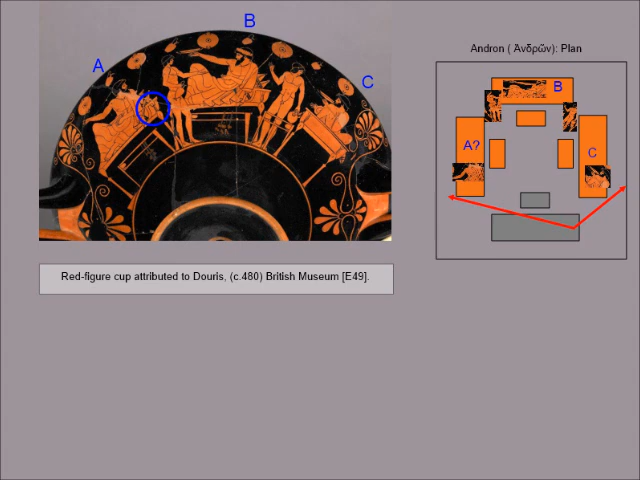 B
A
C
Andron ( Ἀνδρῶν): Plan
B
A?
C
Red-figure cup attributed to Douris, (c.480) British Museum [E49].